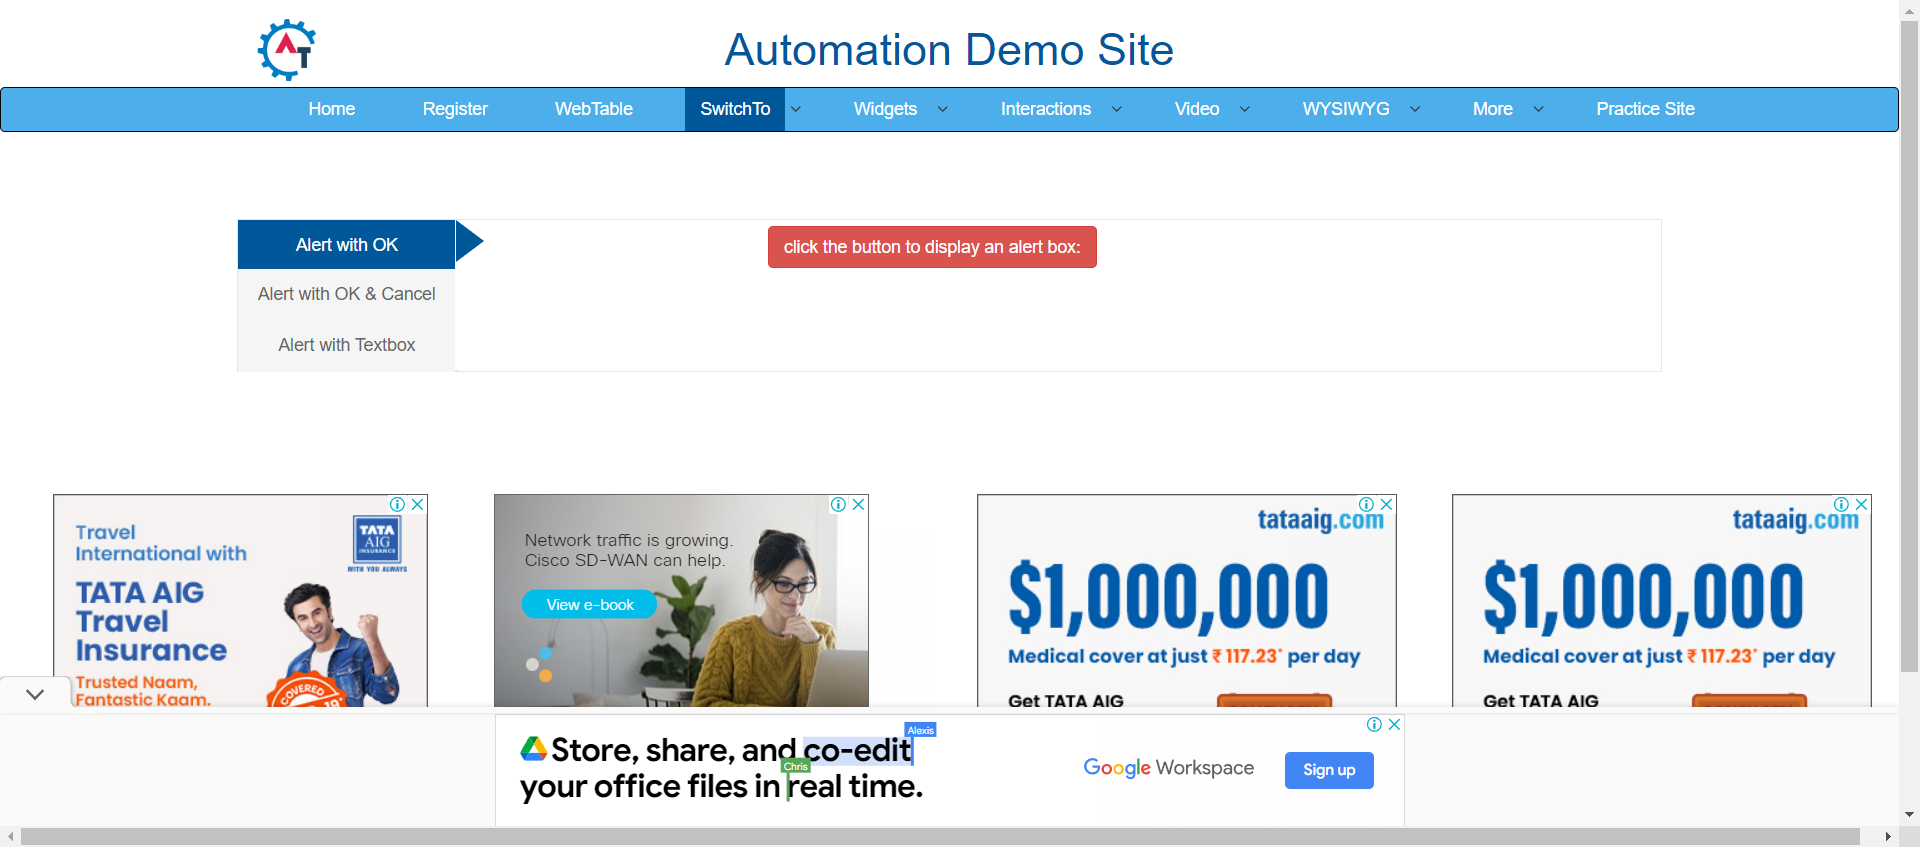 AT
Automation Demo Site
Home Register WebTable SwitchTo Widgets Interactions Video WYSIWYG More Practice Site
Alert with OK
click the button to display an alert box:
Alert with OK & Cancel
Alert with Textbox
Travel
International with
TATA AIG
Travel
Insurance
Trusted Naam,
Fantastic Kaam.
TATA
AIG
INSURANCE
WITH YOU ALWAYS
COVERED
Network traffic is growing.
Cisco SD-WAN can help.
View e-book
tataaig.com
$1,000,000
Medical cover at just ₹ 117.23* per day
Get TATA AIG
tataaig.com
$1,000,000
Medical cover at just ₹ 117.23* per day
Get TATA AIG
Alexis
Store, share, and co-edit
Chris
your office files in real time.
Google Workspace
Sign up